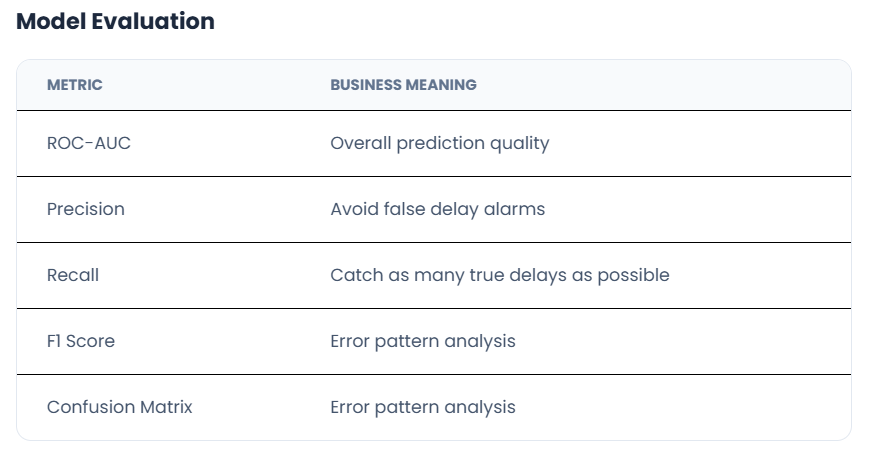 Model Evaluation
METRIC BUSINESS MEANING
ROC-AUC Overall prediction quality
Precision Avoid false delay alarms
Recall Catch as many true delays as possible
F1 Score Error pattern analysis
Confusion Matrix Error pattern analysis